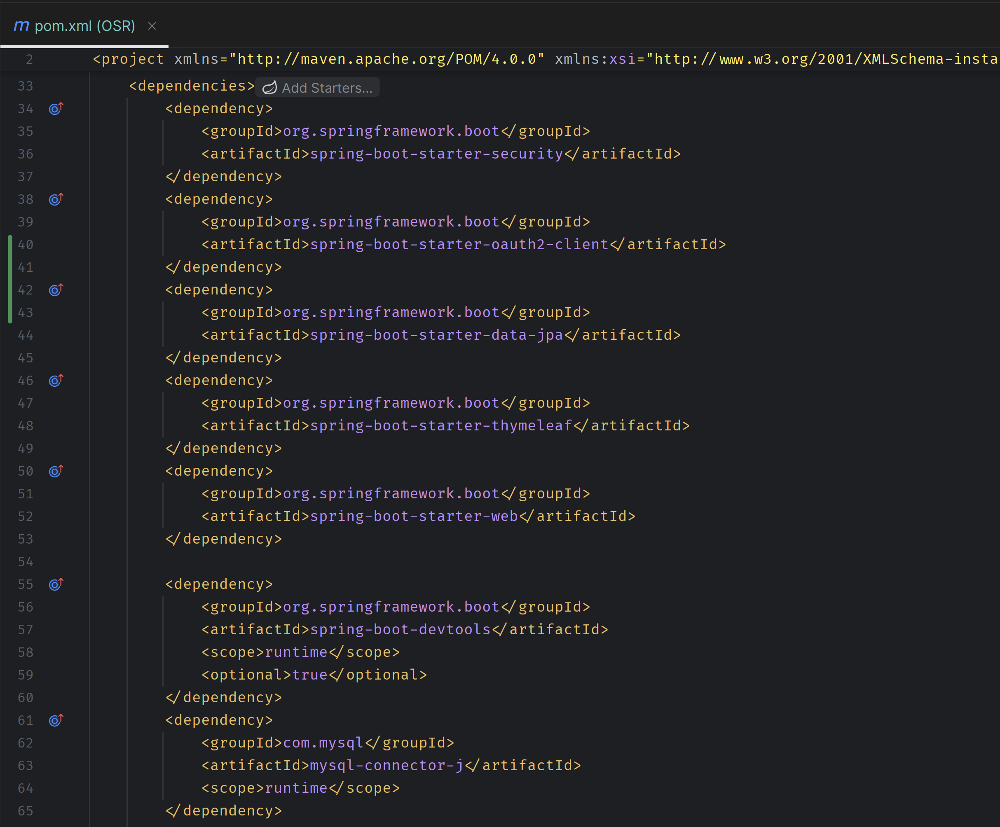 m pom.xml (OSR) ×
2 <project xmlns="http://maven.apache.org/POM/4.0.0" xmlns:xsi="http://www.w3.org/2001/XMLSchema-insta
33 <dependencies> Add Starters...
34 <dependency>
35 <groupId>org.springframework.boot</groupId>
36 <artifactId>spring-boot-starter-security</artifactId>
37 </dependency>
38 <dependency>
39 <groupId>org.springframework.boot</groupId>
40 <artifactId>spring-boot-starter-oauth2-client</artifactId>
41 </dependency>
42 <dependency>
43 <groupId>org.springframework.boot</groupId>
44 <artifactId>spring-boot-starter-data-jpa</artifactId>
45 </dependency>
46 <dependency>
47 <groupId>org.springframework.boot</groupId>
48 <artifactId>spring-boot-starter-thymeleaf</artifactId>
49 </dependency>
50 <dependency>
51 <groupId>org.springframework.boot</groupId>
52 <artifactId>spring-boot-starter-web</artifactId>
53 </dependency>
54
55 <dependency>
56 <groupId>org.springframework.boot</groupId>
57 <artifactId>spring-boot-devtools</artifactId>
58 <scope>runtime</scope>
59 <optional>true</optional>
60 </dependency>
61 <dependency>
62 <groupId>com.mysql</groupId>
63 <artifactId>mysql-connector-j</artifactId>
64 <scope>runtime</scope>
65 </dependency>